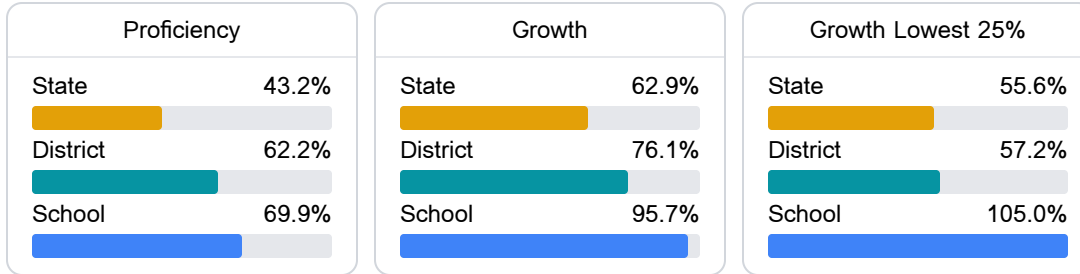 Proficiency
State 43.2%
District 62.2%
School 69.9%
Growth
State 62.9%
District 76.1%
School 95.7%
Growth Lowest 25%
State 55.6%
District 57.2%
School 105.0%